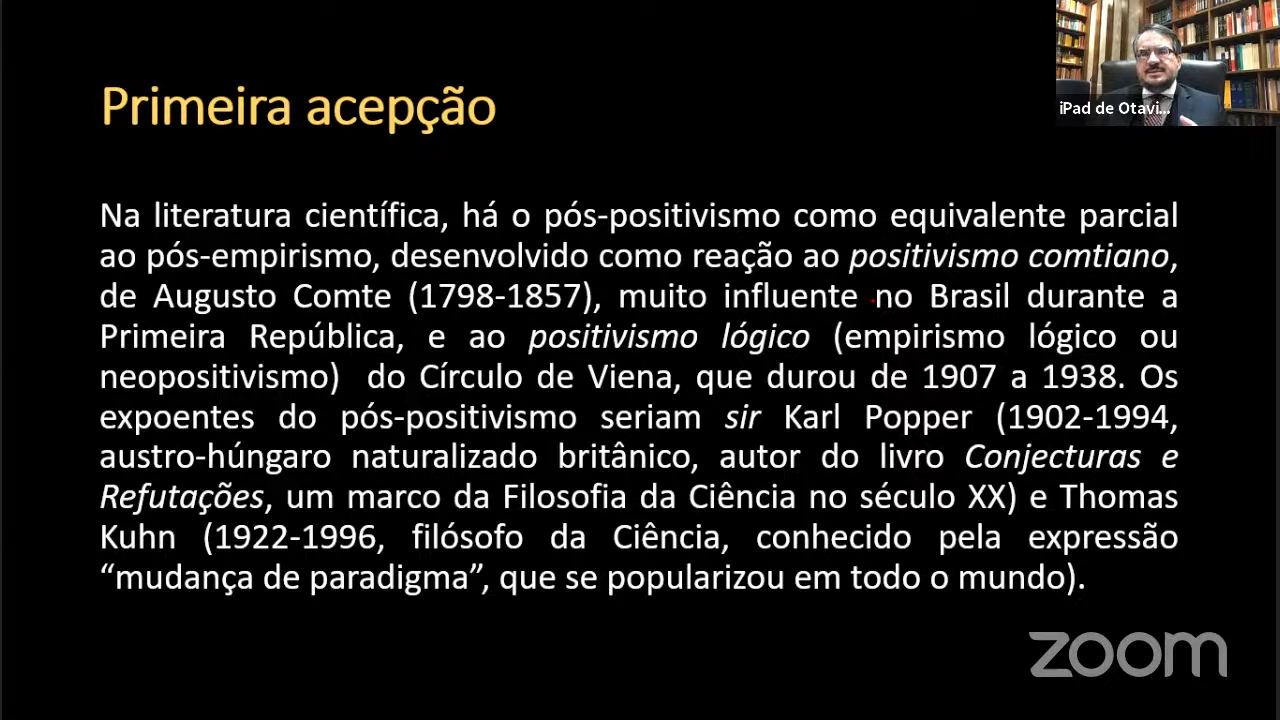 Primeira acepção
iPad de Otavi...
Na literatura científica, há o pós-positivismo como equivalente parcial
ao pós-empirismo, desenvolvido como reação ao positivismo comtiano,
de Augusto Comte (1798-1857), muito influente no Brasil durante a
Primeira República, e ao positivismo lógico (empirismo lógico ou
neopositivismo) do Círculo de Viena, que durou de 1907 a 1938. Os
expoentes do pós-positivismo seriam sir Karl Popper (1902-1994,
austro-húngaro naturalizado britânico, autor do livro Conjecturas e
Refutações, um marco da Filosofia da Ciência no século XX) e Thomas
Kuhn (1922-1996, filósofo da Ciência, conhecido pela expressão
“mudança de paradigma”, que se popularizou em todo o mundo).
zoom